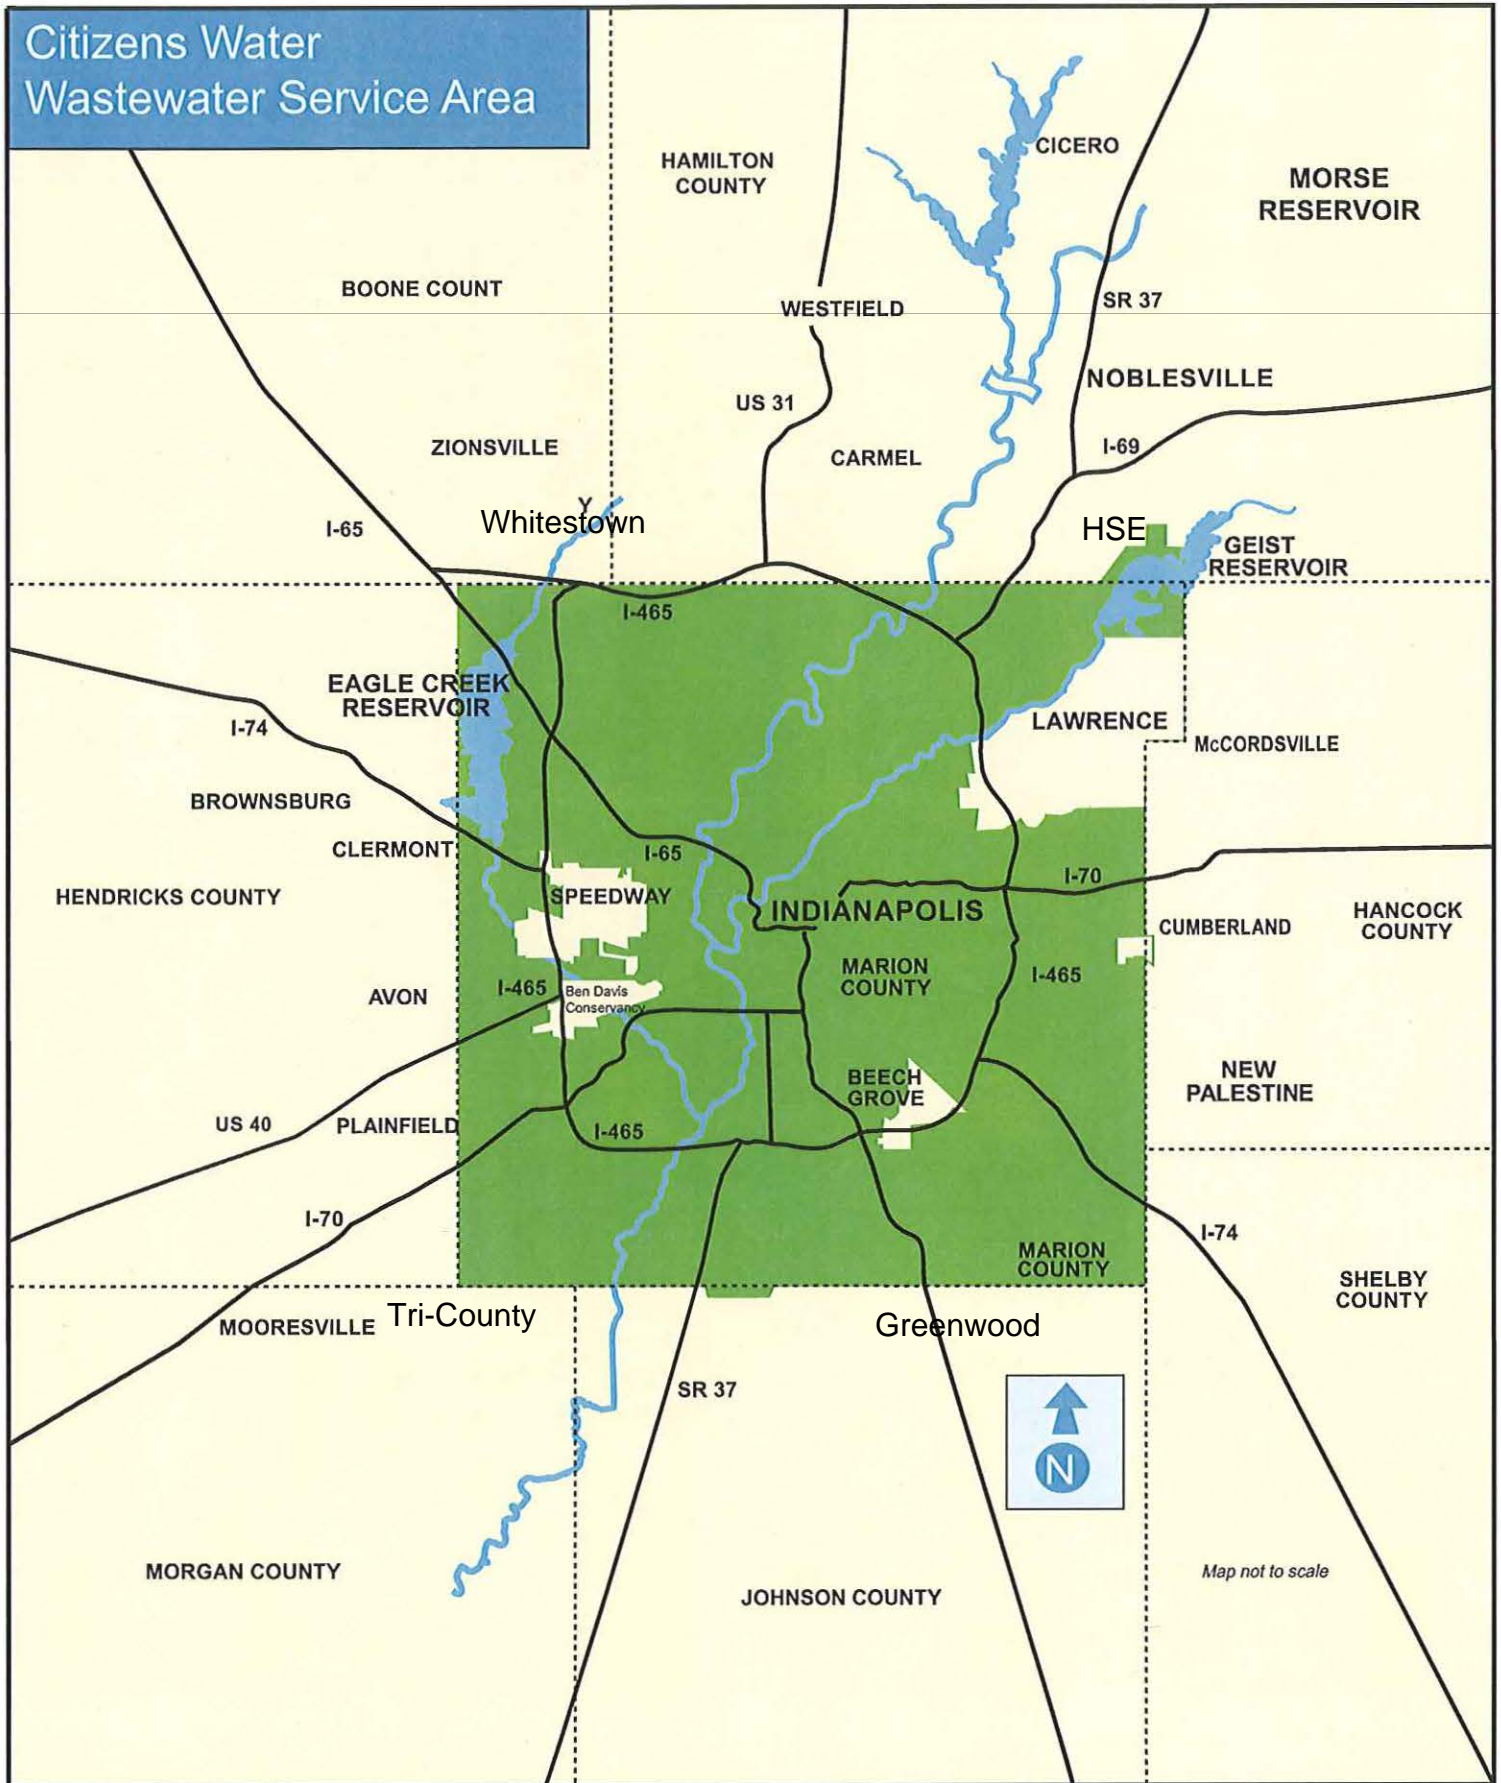 Citizens Water
Wastewater Service Area
HAMILTON
COUNTY
CICERO
MORSE
RESERVOIR
BOONE COUNT
WESTFIELD
SR 37
NOBLESVILLE
US 31
I-69
ZIONSVILLE
CARMEL
Y
Whitestown
I-65
HSE
GEIST
RESERVOIR
I-465
EAGLE CREEK
RESERVOIR
I-74
LAWRENCE
McCORDSVILLE
BROWNSBURG
CLERMONT
I-65
I-70
HENDRICKS COUNTY
SPEEDWAY
INDIANAPOLIS
CUMBERLAND
HANCOCK
COUNTY
MARION
COUNTY
I-465
AVON
I-465
Ben Davis
Conservancy
BEECH
GROVE
NEW
PALESTINE
US 40
PLAINFIELD
I-465
I-70
I-74
MARION
COUNTY
SHELBY
COUNTY
MOORESVILLE
Tri-County
Greenwood
SR 37
N
MORGAN COUNTY
JOHNSON COUNTY
Map not to scale